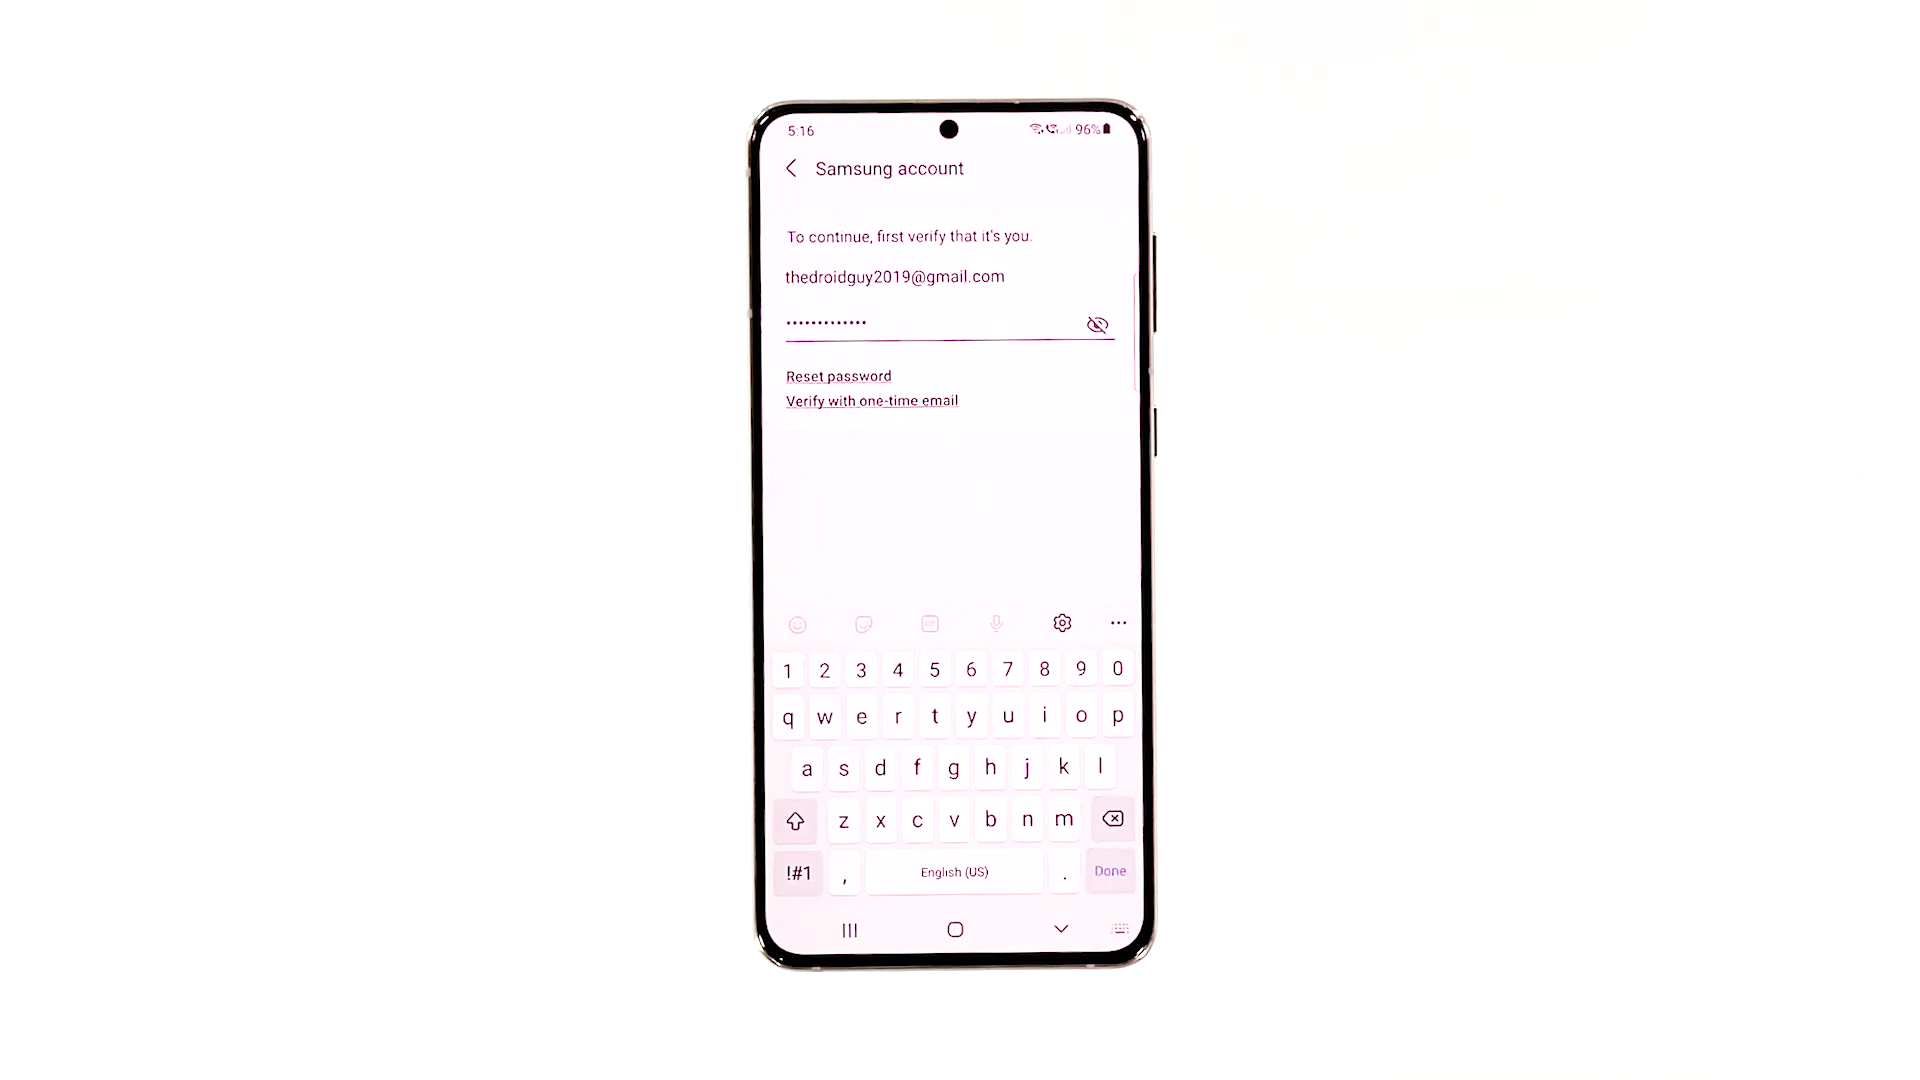 5:16 96%
Samsung account
To continue, first verify that it's you.
thedroidguy2019@gmail.com
•••••••••••••
Reset password
Verify with one-time email
1 2 3 4 5 6 7 8 9 0
q w e r t y u i o p
a s d f g h j k l
z x c v b n m
!#1 , English (US) . Done